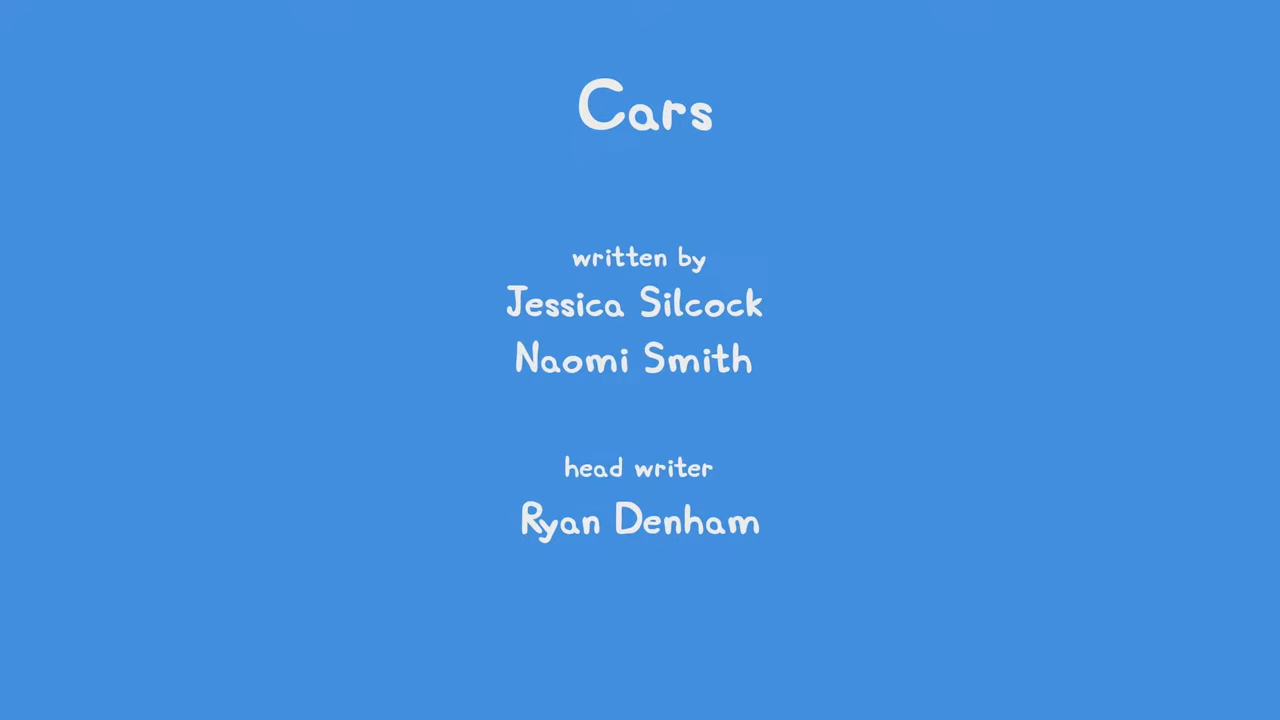 Cars
written by
Jessica Silcock
Naomi Smith
head writer
Ryan Denham